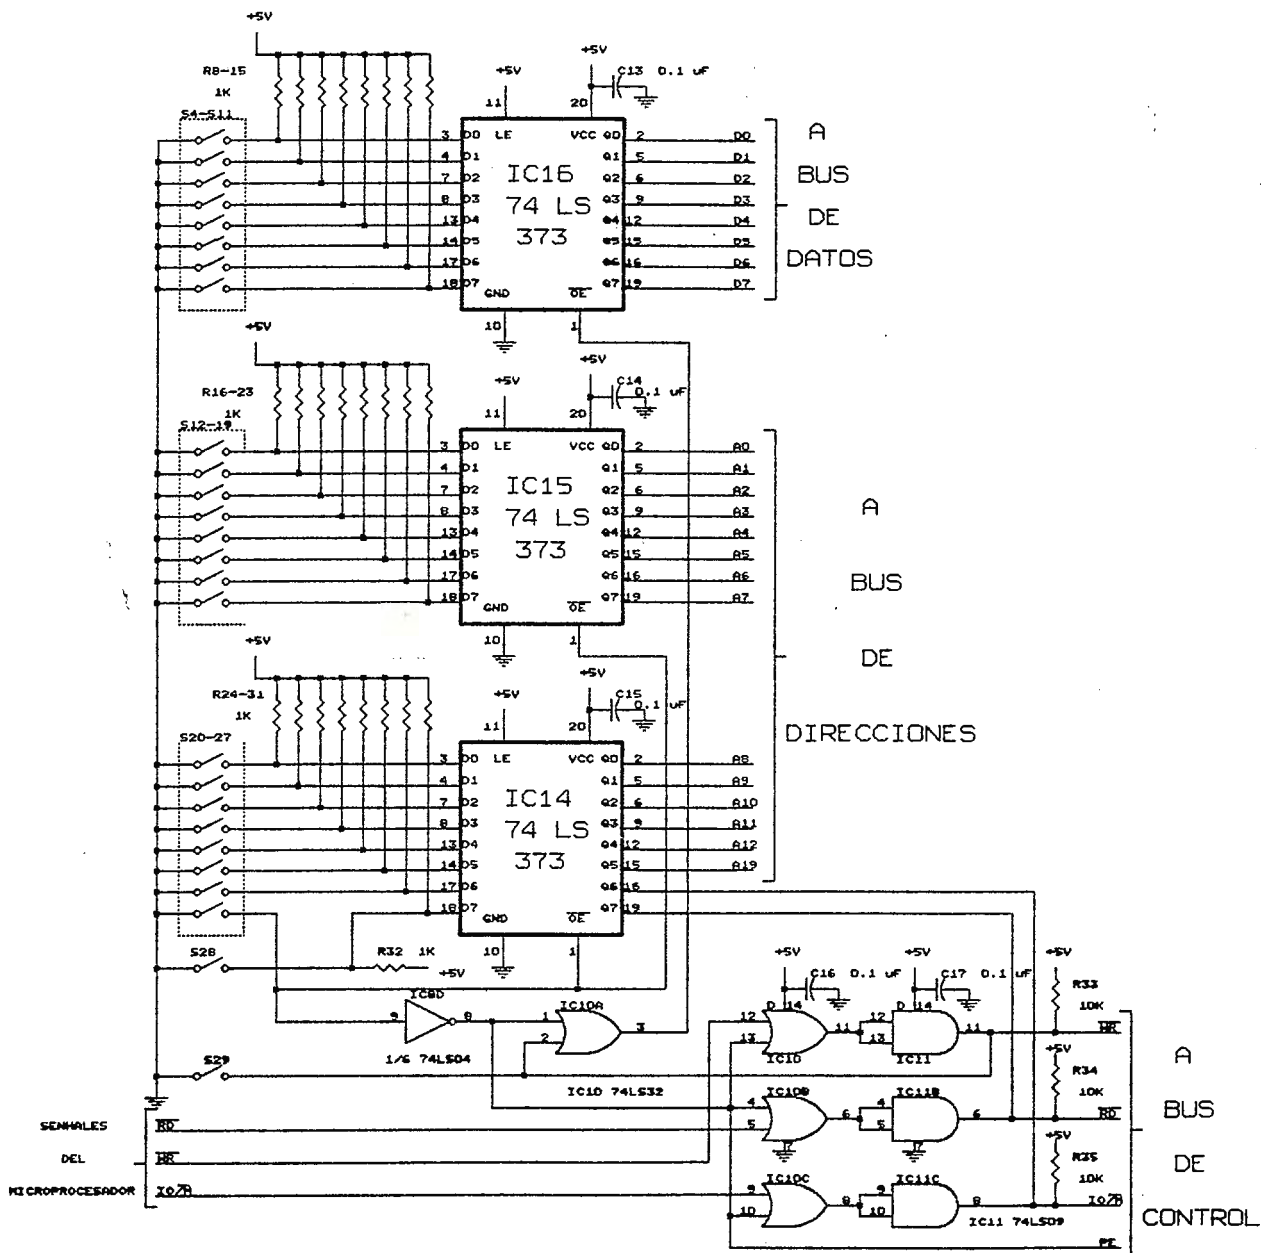 +5V
R8-15
1K
S4-S11
+5V
11
+5V
20
C13 0.1 uF
3 D0 LE VCC Q0 2 D0
4 D1 Q1 5 D1
7 D2 Q2 6 D2
8 D3 Q3 9 D3
13 D4 Q4 12 D4
14 D5 Q5 15 D5
17 D6 Q6 16 D6
18 D7 Q7 19 D7
IC16
74 LS
373
GND OE
10 1
A
BUS
DE
DATOS
+5V
R16-23
1K
S12-19
+5V
11
+5V
20
C14 0.1 uF
3 D0 LE VCC Q0 2 A0
4 D1 Q1 5 A1
7 D2 Q2 6 A2
8 D3 Q3 9 A3
13 D4 Q4 12 A4
14 D5 Q5 15 A5
17 D6 Q6 16 A6
18 D7 Q7 19 A7
IC15
74 LS
373
GND OE
10 1
A
BUS
DE
DIRECCIONES
+5V
R24-31
1K
S20-27
+5V
11
+5V
20
C15 0.1 uF
3 D0 LE VCC Q0 2 A8
4 D1 Q1 5 A9
7 D2 Q2 6 A10
8 D3 Q3 9 A11
13 D4 Q4 12 A12
14 D5 Q5 15 A19
17 D6 Q6 16
18 D7 Q7 19
IC14
74 LS
373
GND OE
10 1
S28
R32 1K
+5V
IC8D
9 8
1/6 74LS04
IC10A
1
2
3
IC10 74LS32
S29
+5V
C16 0.1 uF
+5V
C17 0.1 uF
D 14
12
13
11
IC10
D 14
12
13
11
IC11
+5V
R33
10K
WR
IC10B
4
5
6
IC11B
4
5
6
+5V
R34
10K
RD
IC10C
9
10
8
IC11C
9
10
8
IC11 74LS09
+5V
R35
10K
PE
A
BUS
DE
CONTROL
SENHALES
DEL
MICROPROCESADOR
RD
WR